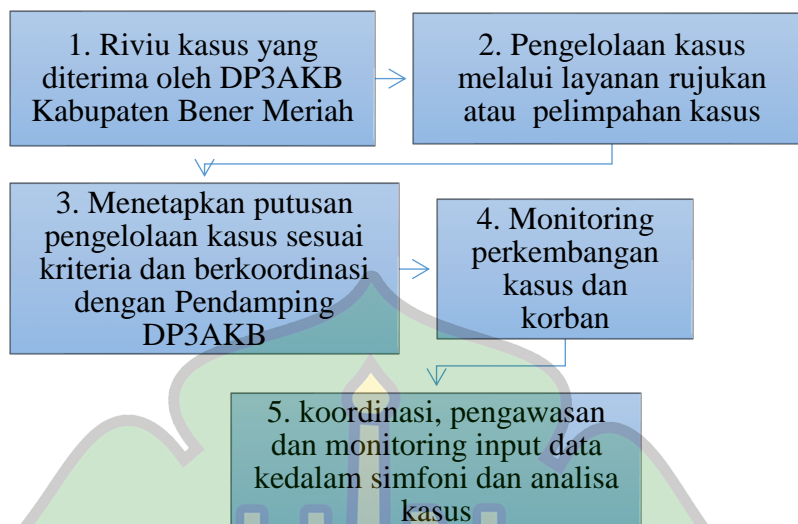 1. Riviu kasus yang
diterima oleh DP3AKB
Kabupaten Bener Meriah
2. Pengelolaan kasus
melalui layanan rujukan
atau pelimpahan kasus
3. Menetapkan putusan
pengelolaan kasus sesuai
kriteria dan berkoordinasi
dengan Pendamping
DP3AKB
4. Monitoring
perkembangan
kasus dan
korban
5. koordinasi, pengawasan
dan monitoring input data
kedalam simfoni dan analisa
kasus